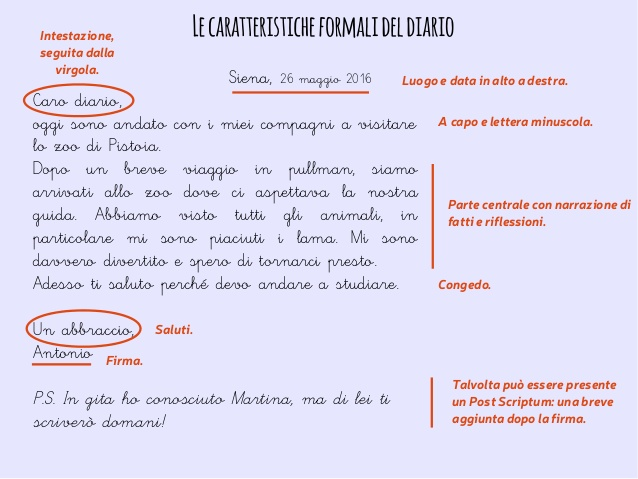 Le caratteristiche formali del diario
Intestazione,
seguita dalla
virgola.
Siena, 26 maggio 2016
Luogo e data in alto a destra.
Caro diario,
oggi sono andato con i miei compagni a visitare
A capo e lettera minuscola.
lo zoo di Pistoia.
Dopo un breve viaggio in pullman, siamo
arrivati allo zoo dove ci aspettava la nostra
guida. Abbiamo visto tutti gli animali, in
particolare mi sono piaciuti i lama. Mi sono
davvero divertito e spero di tornarci presto.
Parte centrale con narrazione di
fatti e riflessioni.
Adesso ti saluto perché devo andare a studiare.
Congedo.
Un abbraccio,
Saluti.
Antonio
Firma.
P.S. In gita ho conosciuto Martina, ma di lei ti
scriverò domani!
Talvolta può essere presente
un Post Scriptum: una breve
aggiunta dopo la firma.